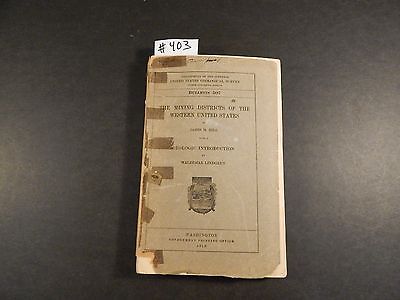 #403
DEPARTMENT OF THE INTERIOR
UNITED STATES GEOLOGICAL SURVEY
BULLETIN 507
THE MINING DISTRICTS OF THE
WESTERN UNITED STATES
BY
JAMES M. HILL
WITH A
GEOLOGIC INTRODUCTION
BY
WALDEMAR LINDGREN
WASHINGTON
GOVERNMENT PRINTING OFFICE
1912